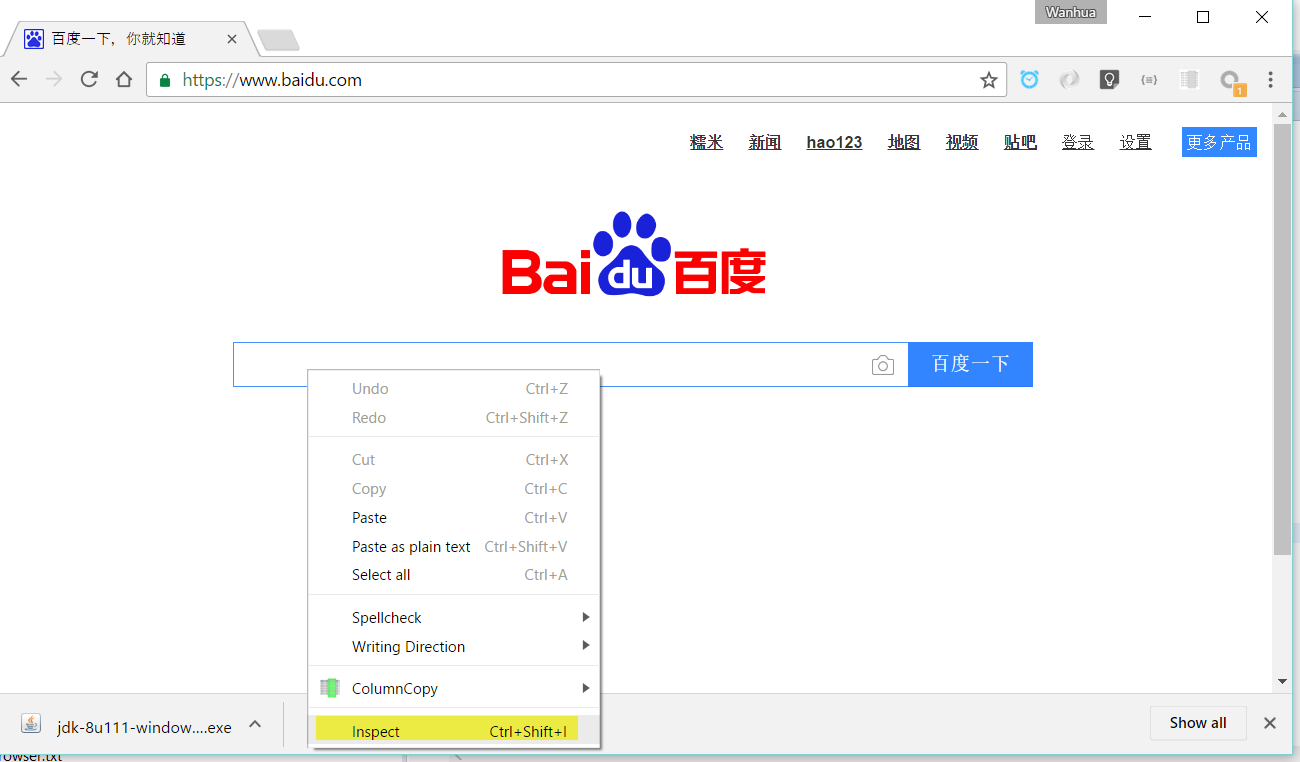 Wanhua
百度一下，你就知道
https://www.baidu.com
1
糯米 新闻 hao123 地图 视频 贴吧 登录 设置 更多产品
Bai du 百度
百度一下
Undo Ctrl+Z
Redo Ctrl+Shift+Z
Cut Ctrl+X
Copy Ctrl+C
Paste Ctrl+V
Paste as plain text Ctrl+Shift+V
Select all Ctrl+A
Spellcheck
Writing Direction
ColumnCopy
Inspect Ctrl+Shift+I
jdk-8u111-window....exe
Show all
rowser.txt